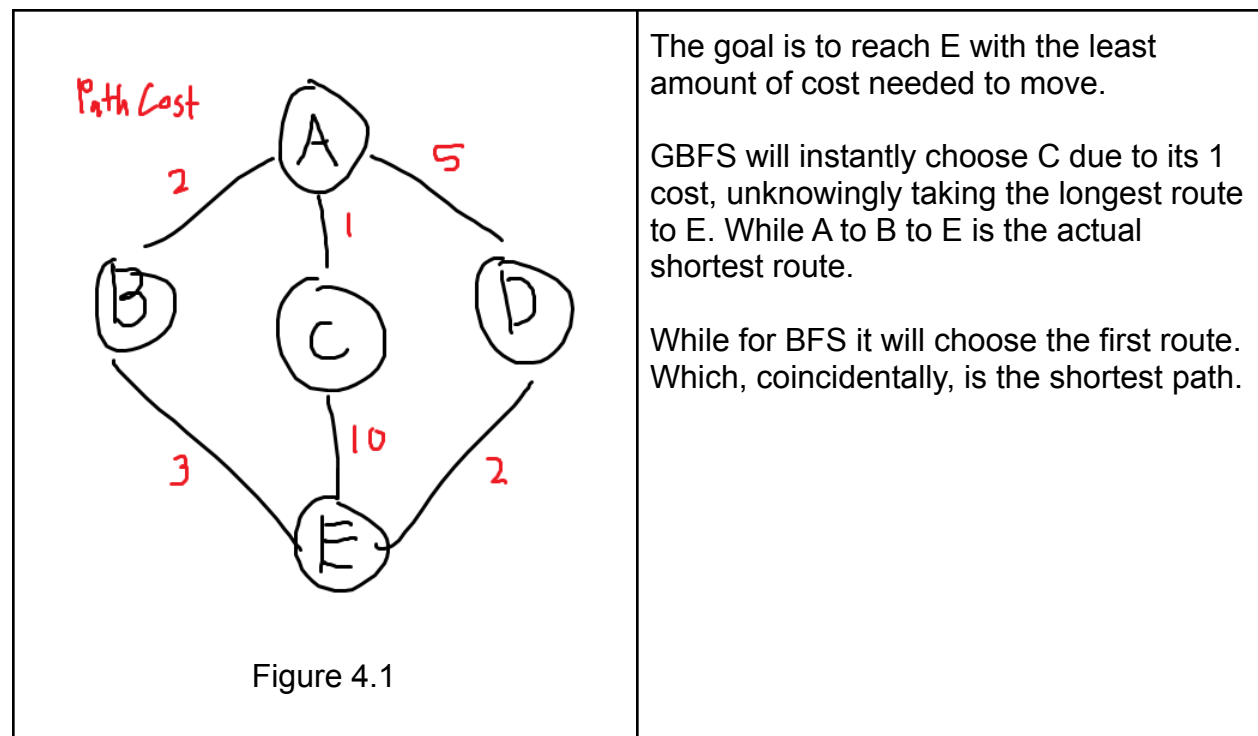 Path Cost
A
2
5
1
B
C
D
3
10
2
E
Figure 4.1
The goal is to reach E with the least
amount of cost needed to move.
GBFS will instantly choose C due to its 1
cost, unknowingly taking the longest route
to E. While A to B to E is the actual
shortest route.
While for BFS it will choose the first route.
Which, coincidentally, is the shortest path.